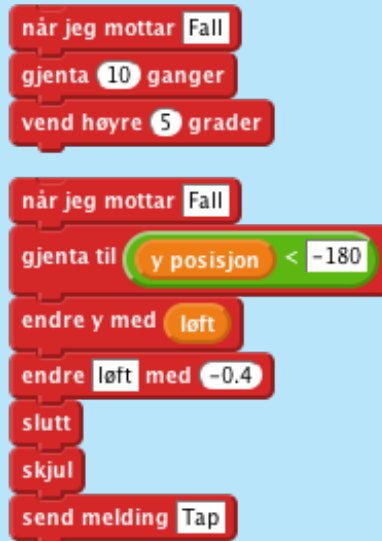 når jeg mottar Fall
gjenta 10 ganger
vend høyre 5 grader
når jeg mottar Fall
gjenta til y posisjon < -180
endre y med løft
endre løft med -0.4
slutt
skjul
send melding Tap